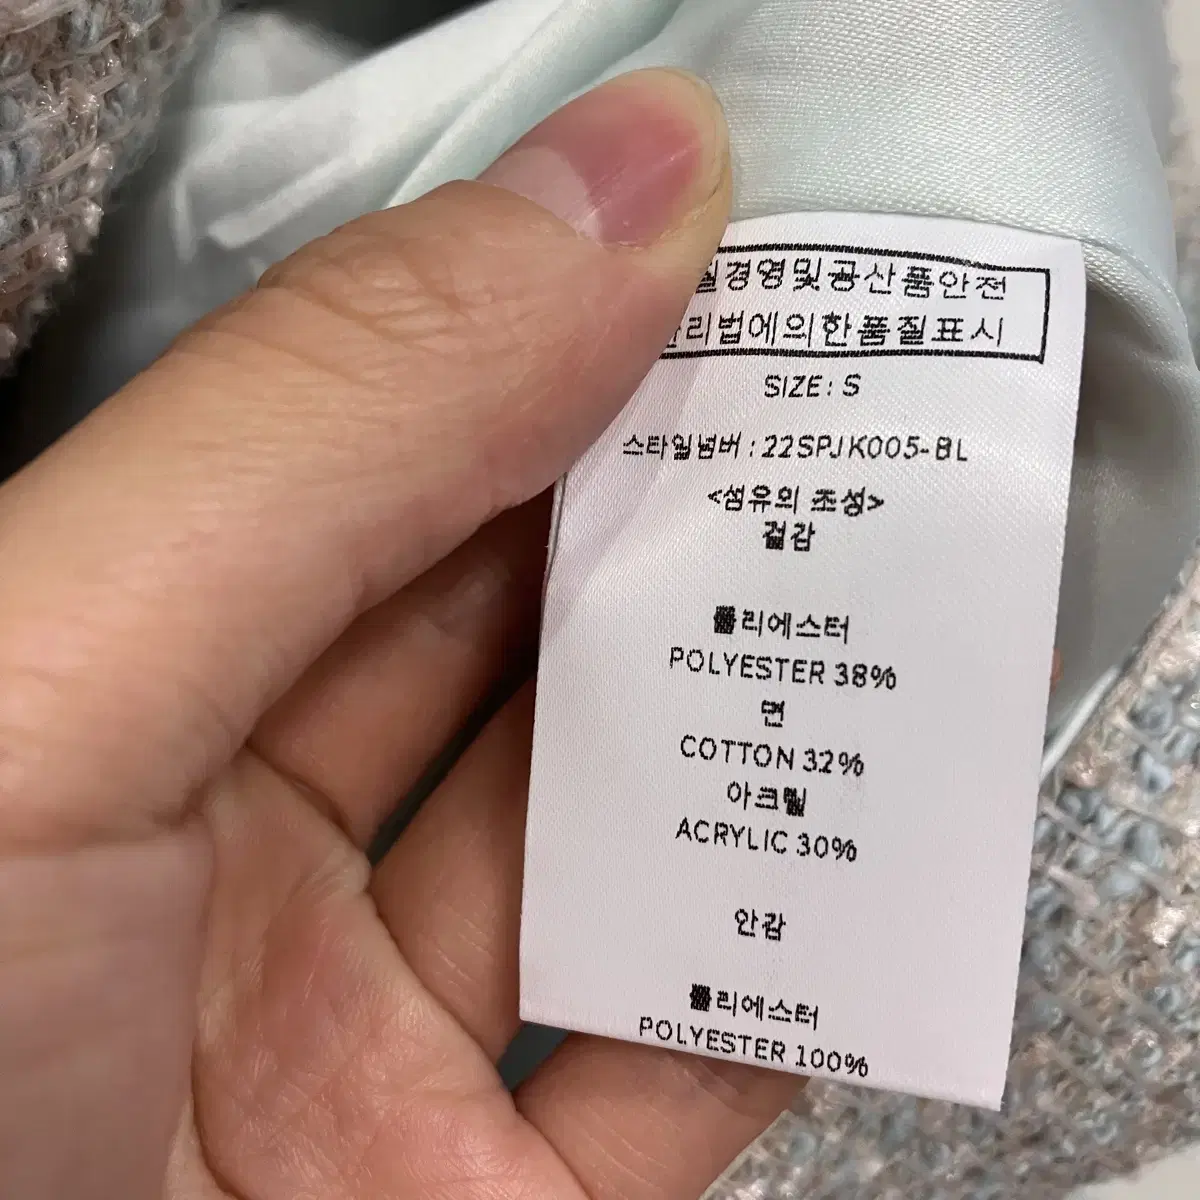 질경영및공산품안전
리법에의한품질표시
SIZE: S
스타일넘버 : 22SPJK005-BL
<섬유의 조성>
겉감
폴리에스터
POLYESTER 38%
면
COTTON 32%
아크릴
ACRYLIC 30%
안감
폴리에스터
POLYESTER 100%